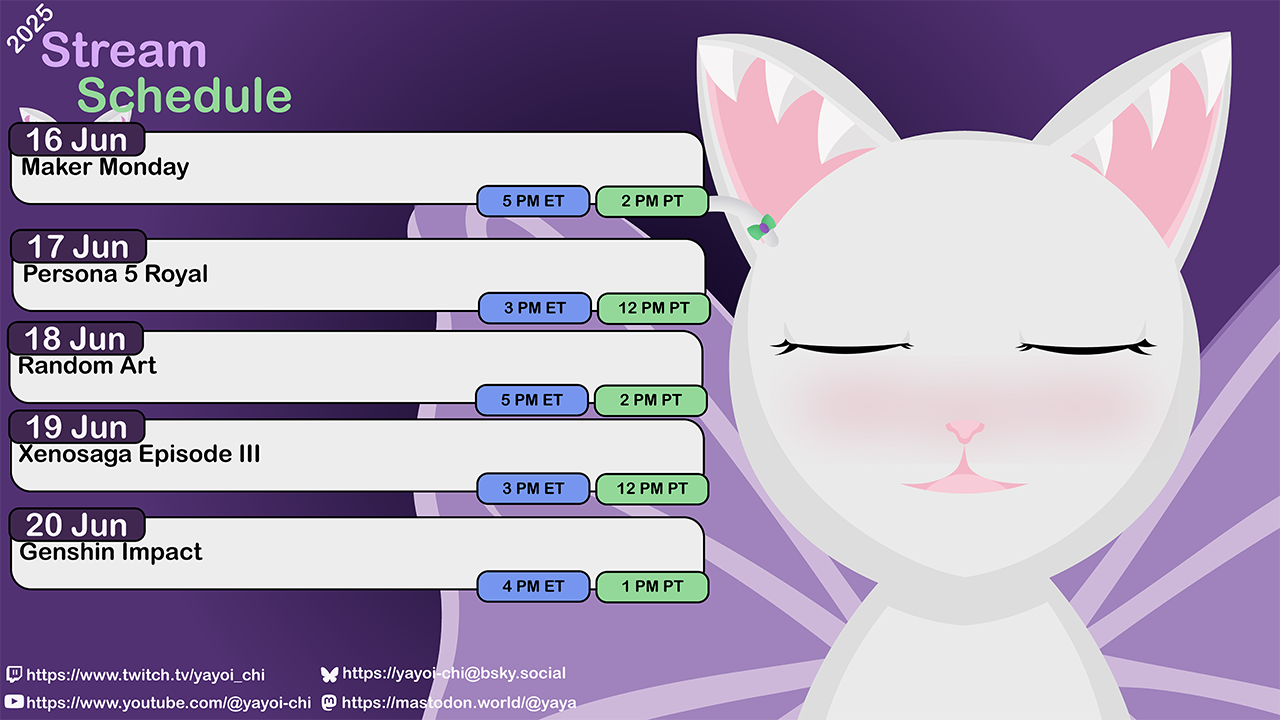 2025
Stream
Schedule
16 Jun
Maker Monday
5 PM ET
2 PM PT
17 Jun
Persona 5 Royal
3 PM ET
12 PM PT
18 Jun
Random Art
5 PM ET
2 PM PT
19 Jun
Xenosaga Episode III
3 PM ET
12 PM PT
20 Jun
Genshin Impact
4 PM ET
1 PM PT
https://www.twitch.tv/yayoi_chi
https://yayoi-chi@bsky.social
https://www.youtube.com/@yayoi-chi
https://mastodon.world/@yaya